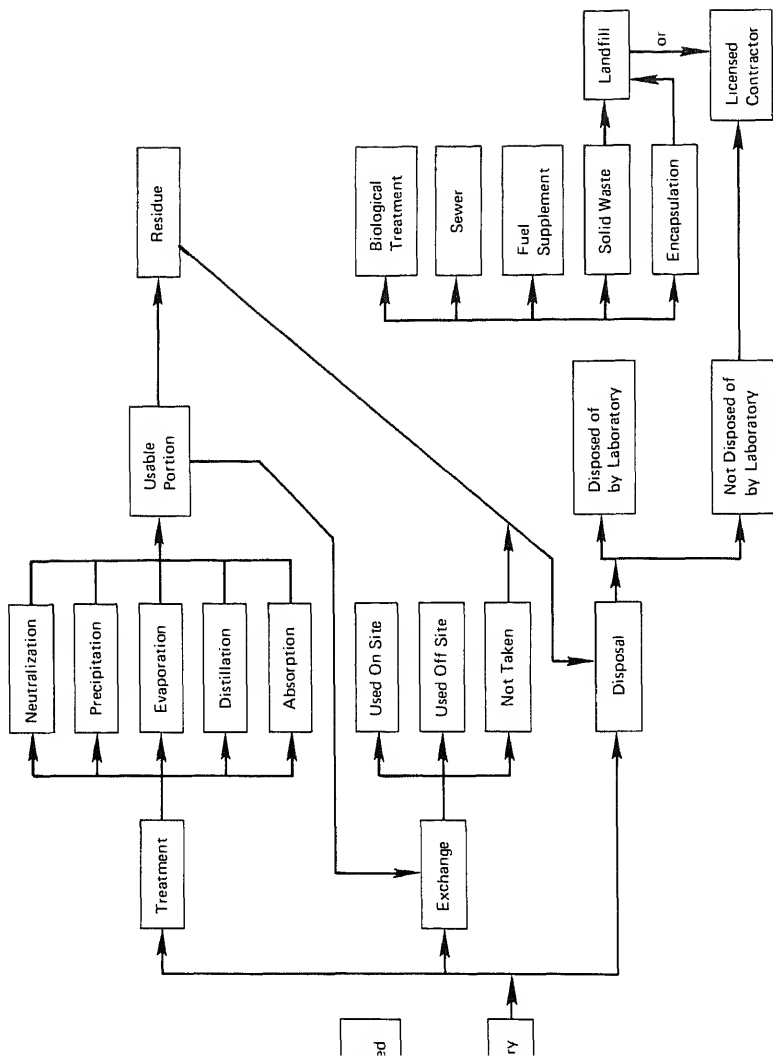 Neutralization
Precipitation
Treatment
Evaporation
Usable
Portion
Residue
Distillation
Absorption
Used On Site
Exchange
Used Off Site
Not Taken
Biological
Treatment
Sewer
Fuel
Supplement
Solid Waste
Landfill
or
Encapsulation
Licensed
Contractor
Disposal
Disposed of
by Laboratory
Not Disposed of
by Laboratory
ed
ry